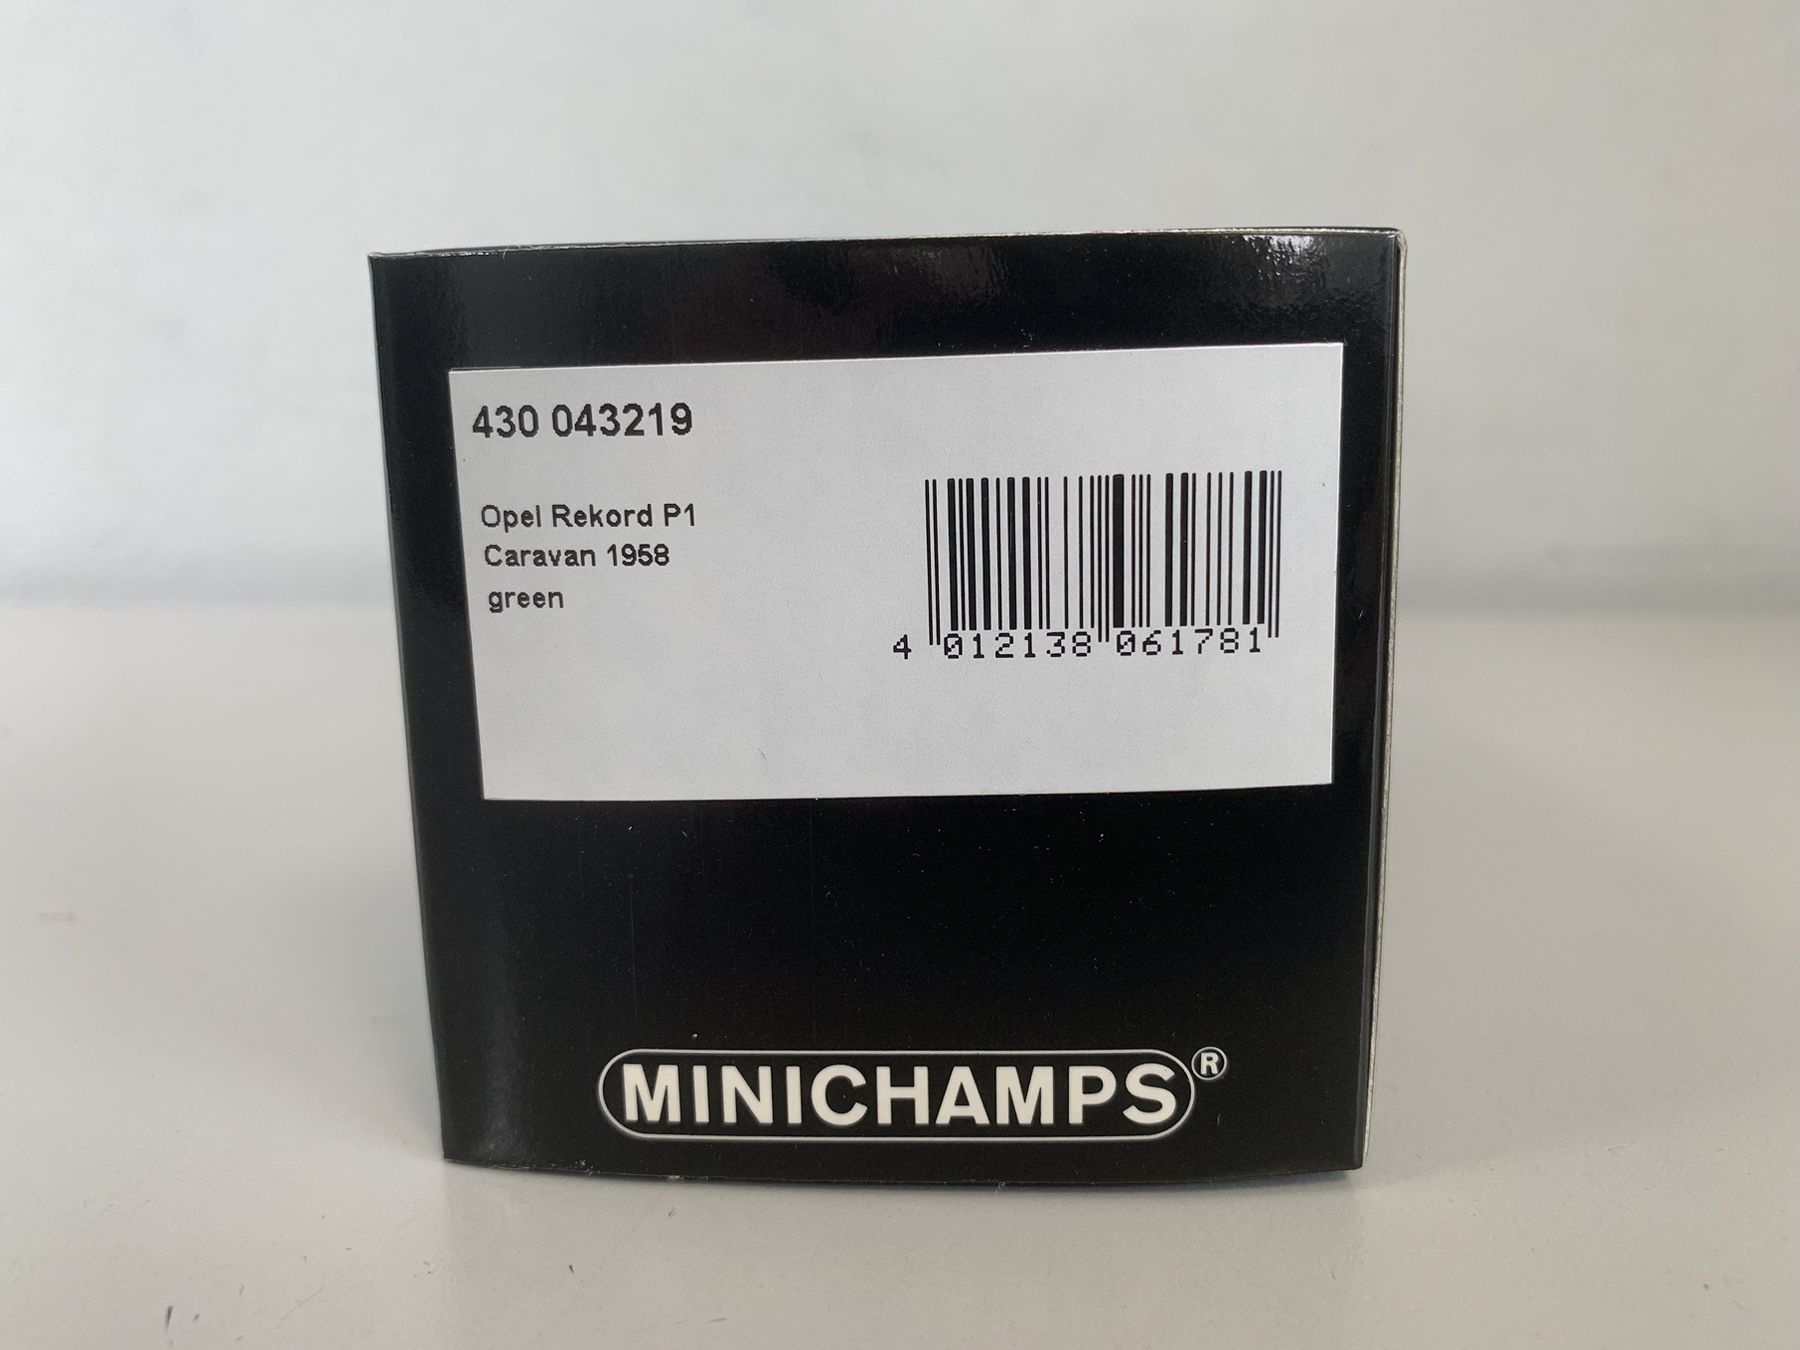 430 043219
Opel Rekord P1
Caravan 1958
green
4 012138 061781
MINICHAMPS®